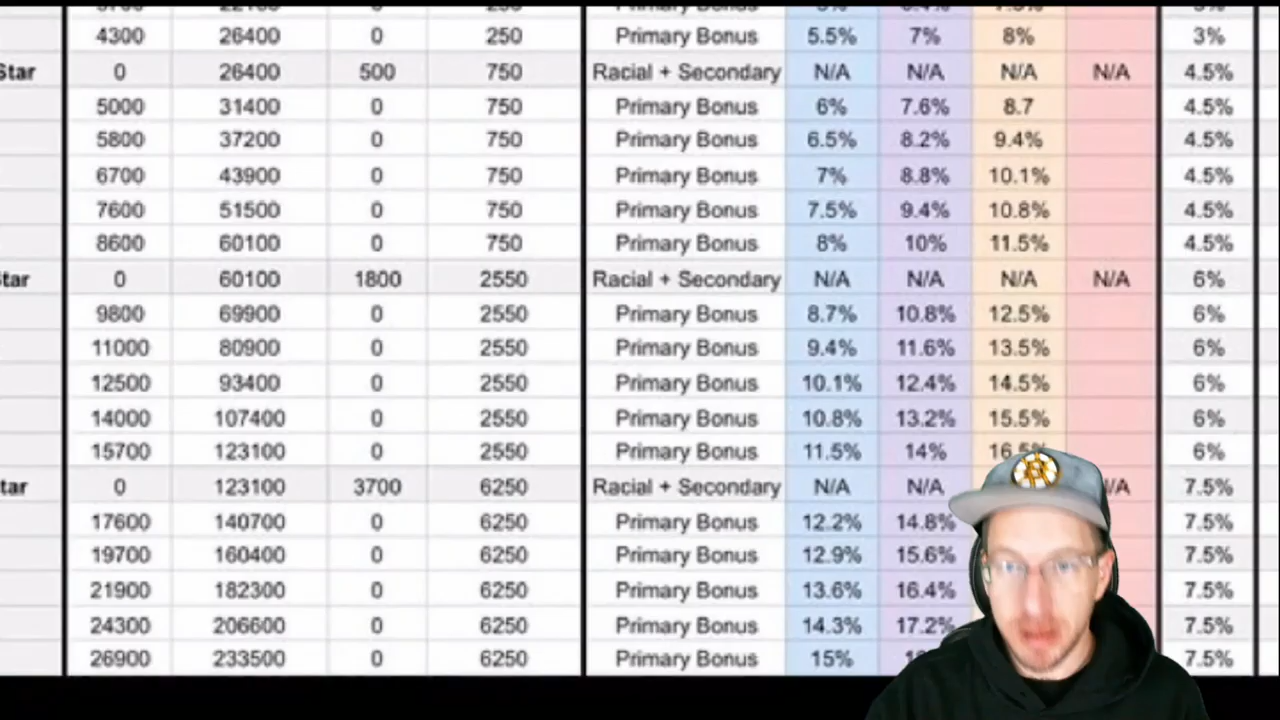 4300 26400 0 250 Primary Bonus 5.5% 7% 8% 3%
Star 0 26400 500 750 Racial + Secondary N/A N/A N/A N/A 4.5%
5000 31400 0 750 Primary Bonus 6% 7.6% 8.7 4.5%
5800 37200 0 750 Primary Bonus 6.5% 8.2% 9.4% 4.5%
6700 43900 0 750 Primary Bonus 7% 8.8% 10.1% 4.5%
7600 51500 0 750 Primary Bonus 7.5% 9.4% 10.8% 4.5%
8600 60100 0 750 Primary Bonus 8% 10% 11.5% 4.5%
tar 0 60100 1800 2550 Racial + Secondary N/A N/A N/A N/A 6%
9800 69900 0 2550 Primary Bonus 8.7% 10.8% 12.5% 6%
11000 80900 0 2550 Primary Bonus 9.4% 11.6% 13.5% 6%
12500 93400 0 2550 Primary Bonus 10.1% 12.4% 14.5% 6%
14000 107400 0 2550 Primary Bonus 10.8% 13.2% 15.5% 6%
15700 123100 0 2550 Primary Bonus 11.5% 14% 16.5% 6%
tar 0 123100 3700 6250 Racial + Secondary N/A N/A /A 7.5%
17600 140700 0 6250 Primary Bonus 12.2% 14.8% 7.5%
19700 160400 0 6250 Primary Bonus 12.9% 15.6% 7.5%
21900 182300 0 6250 Primary Bonus 13.6% 16.4% 7.5%
24300 206600 0 6250 Primary Bonus 14.3% 17.2% 7.5%
26900 233500 0 6250 Primary Bonus 15% 7.5%